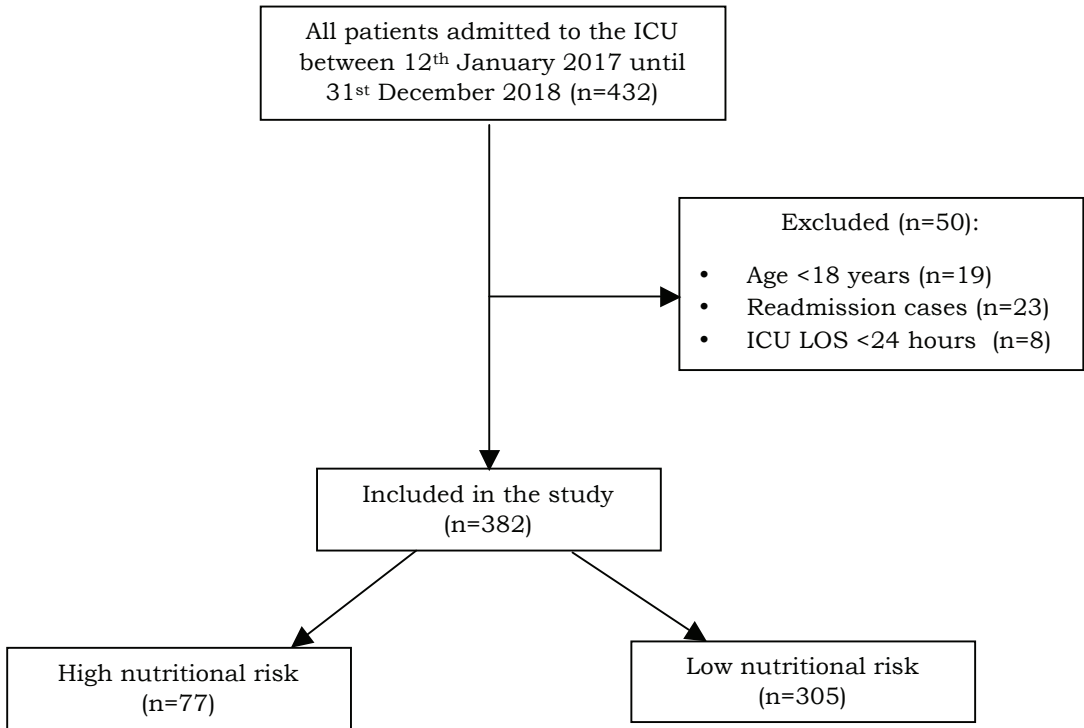 All patients admitted to the ICU
between 12th January 2017 until
31st December 2018 (n=432)
Excluded (n=50):
• Age <18 years (n=19)
• Readmission cases (n=23)
• ICU LOS <24 hours (n=8)
Included in the study
(n=382)
High nutritional risk
(n=77)
Low nutritional risk
(n=305)